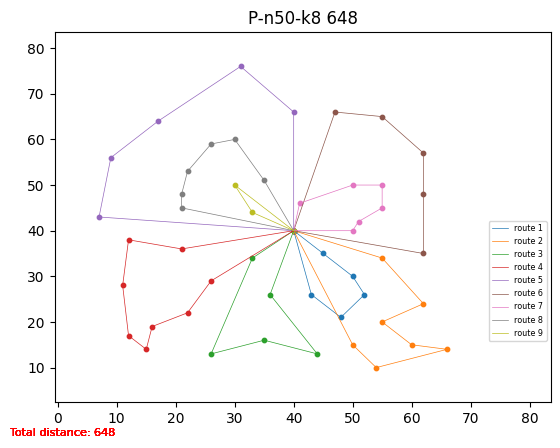 P-n50-k8 648
80
70
60
50
40
30
20
10
0 10 20 30 40 50 60 70 80
route 1
route 2
route 3
route 4
route 5
route 6
route 7
route 8
route 9
Total distance: